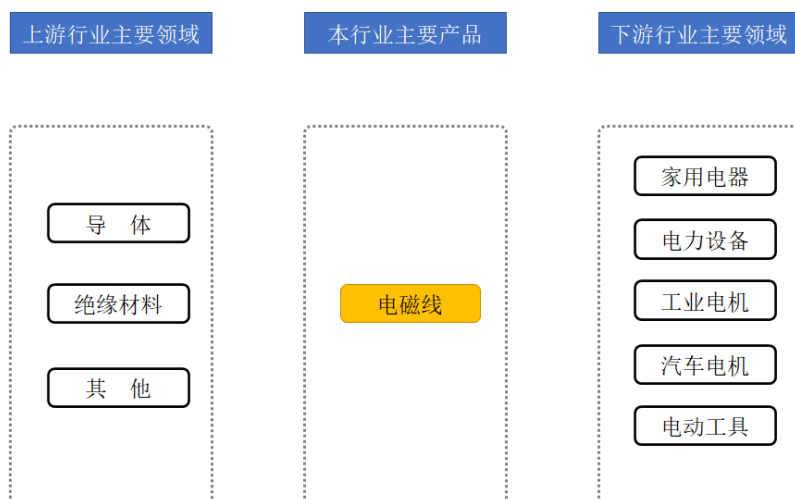 上游行业主要领域
本行业主要产品
下游行业主要领域
导 体
绝缘材料
其 他
电磁线
家用电器
电力设备
工业电机
汽车电机
电动工具